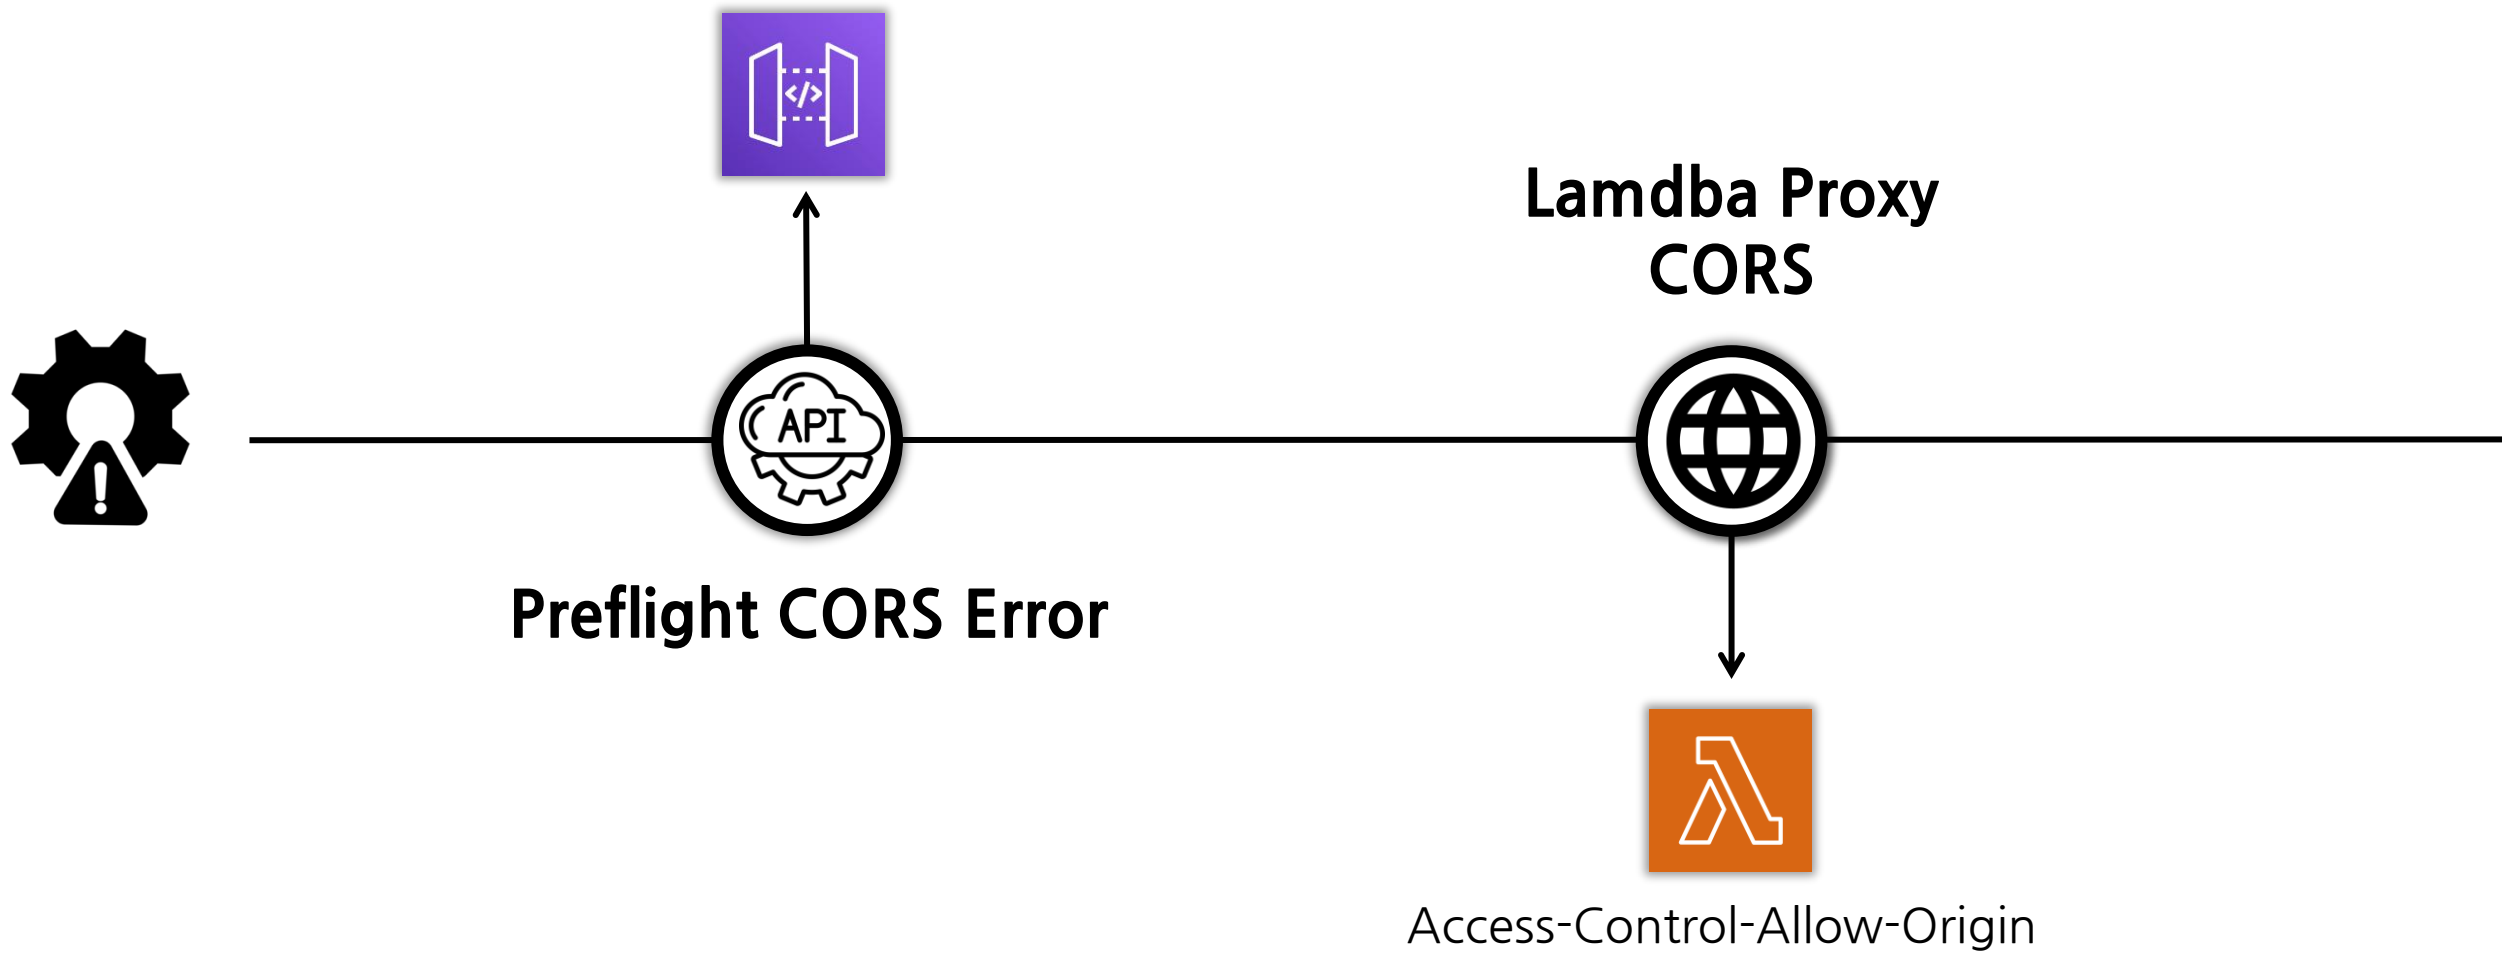 Lamdba Proxy
CORS
API
Preflight CORS Error
Access-Control-Allow-Origin